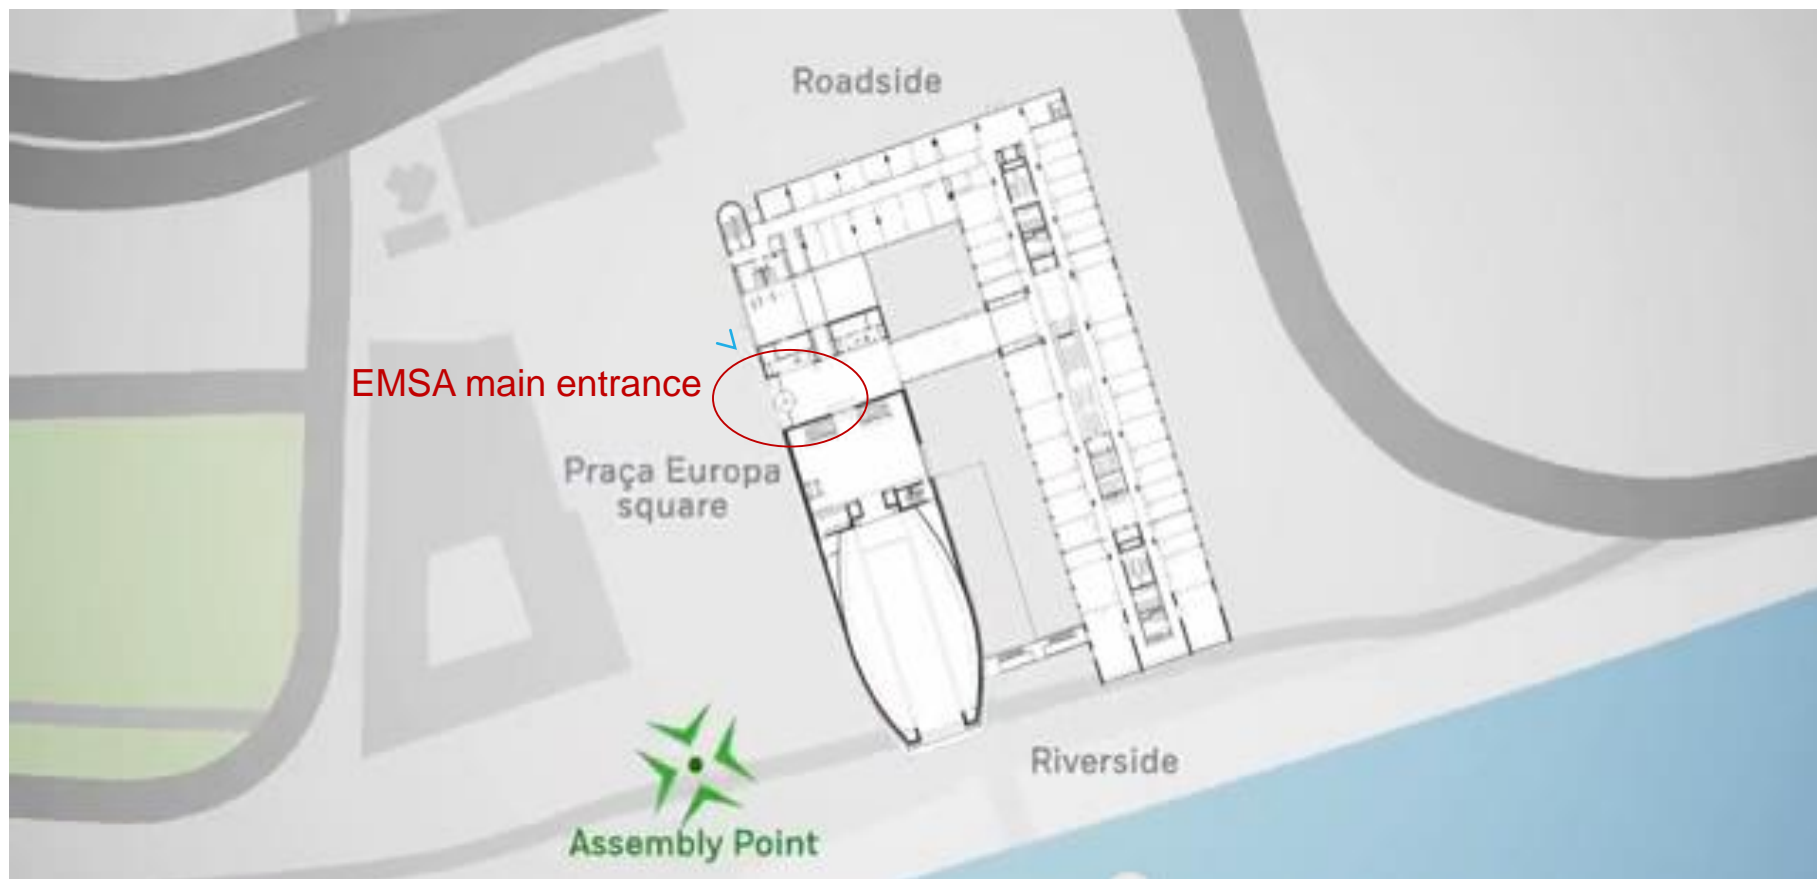 Roadside
EMSA main entrance
Praça Europa
square
Riverside
Assembly Point